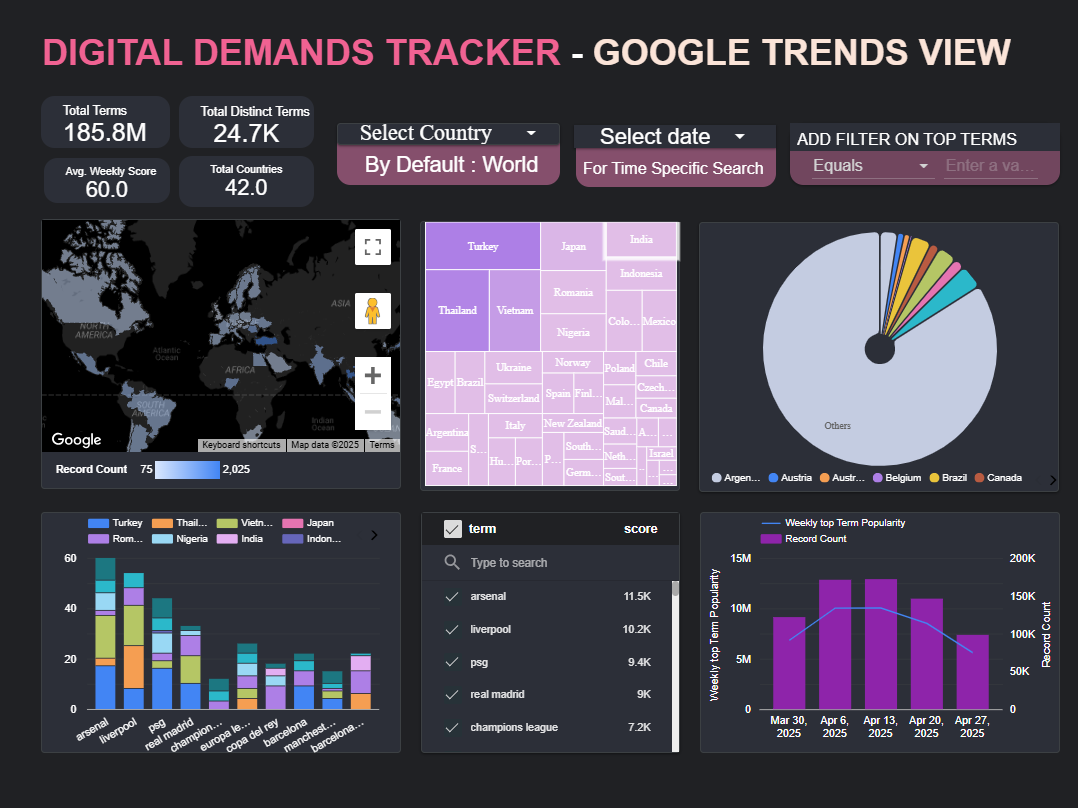 DIGITAL DEMANDS TRACKER - GOOGLE TRENDS VIEW
Total Terms
185.8M
Total Distinct Terms
24.7K
Avg. Weekly Score
60.0
Total Countries
42.0
Select Country
By Default : World
Select date
For Time Specific Search
ADD FILTER ON TOP TERMS
Equals
Enter a va...
NORTH
AMERICA
ASIA
Atlantic
Ocean
AFRICA
SOUTH
AMERICA
Indian
Ocean
Google
Keyboard shortcuts
Map data ©2025
Terms
Record Count
75
2,025
Turkey
Japan
India
Indonesia
Thailand
Vietnam
Romania
Nigeria
Colo...
Mexico
Egypt
Brazil
Ukraine
Switzerland
Norway
Spain
Finl...
Poland
Mal...
Chile
Czech...
Canada
Argentina
France
S...
Italy
Hu...
Por...
New Zealand
P...
South...
Germ...
Saud...
Neth...
Sout...
A...
...
Israel
...
...
Others
Argen...
Austria
Austr...
Belgium
Brazil
Canada
Turkey
Thail...
Vietn...
Japan
Rom...
Nigeria
India
Indon...
60
40
20
0
arsenal
liverpool
psg
real madrid
champion...
europa le...
copa del rey
barcelona
manchest...
barcelona...
term
score
Type to search
arsenal
11.5K
liverpool
10.2K
psg
9.4K
real madrid
9K
champions league
7.2K
Weekly top Term Popularity
Record Count
Weekly top Term Popularity
15M
10M
5M
0
200K
150K
100K
50K
0
Record Count
Mar 30,
2025
Apr 6,
2025
Apr 13,
2025
Apr 20,
2025
Apr 27,
2025